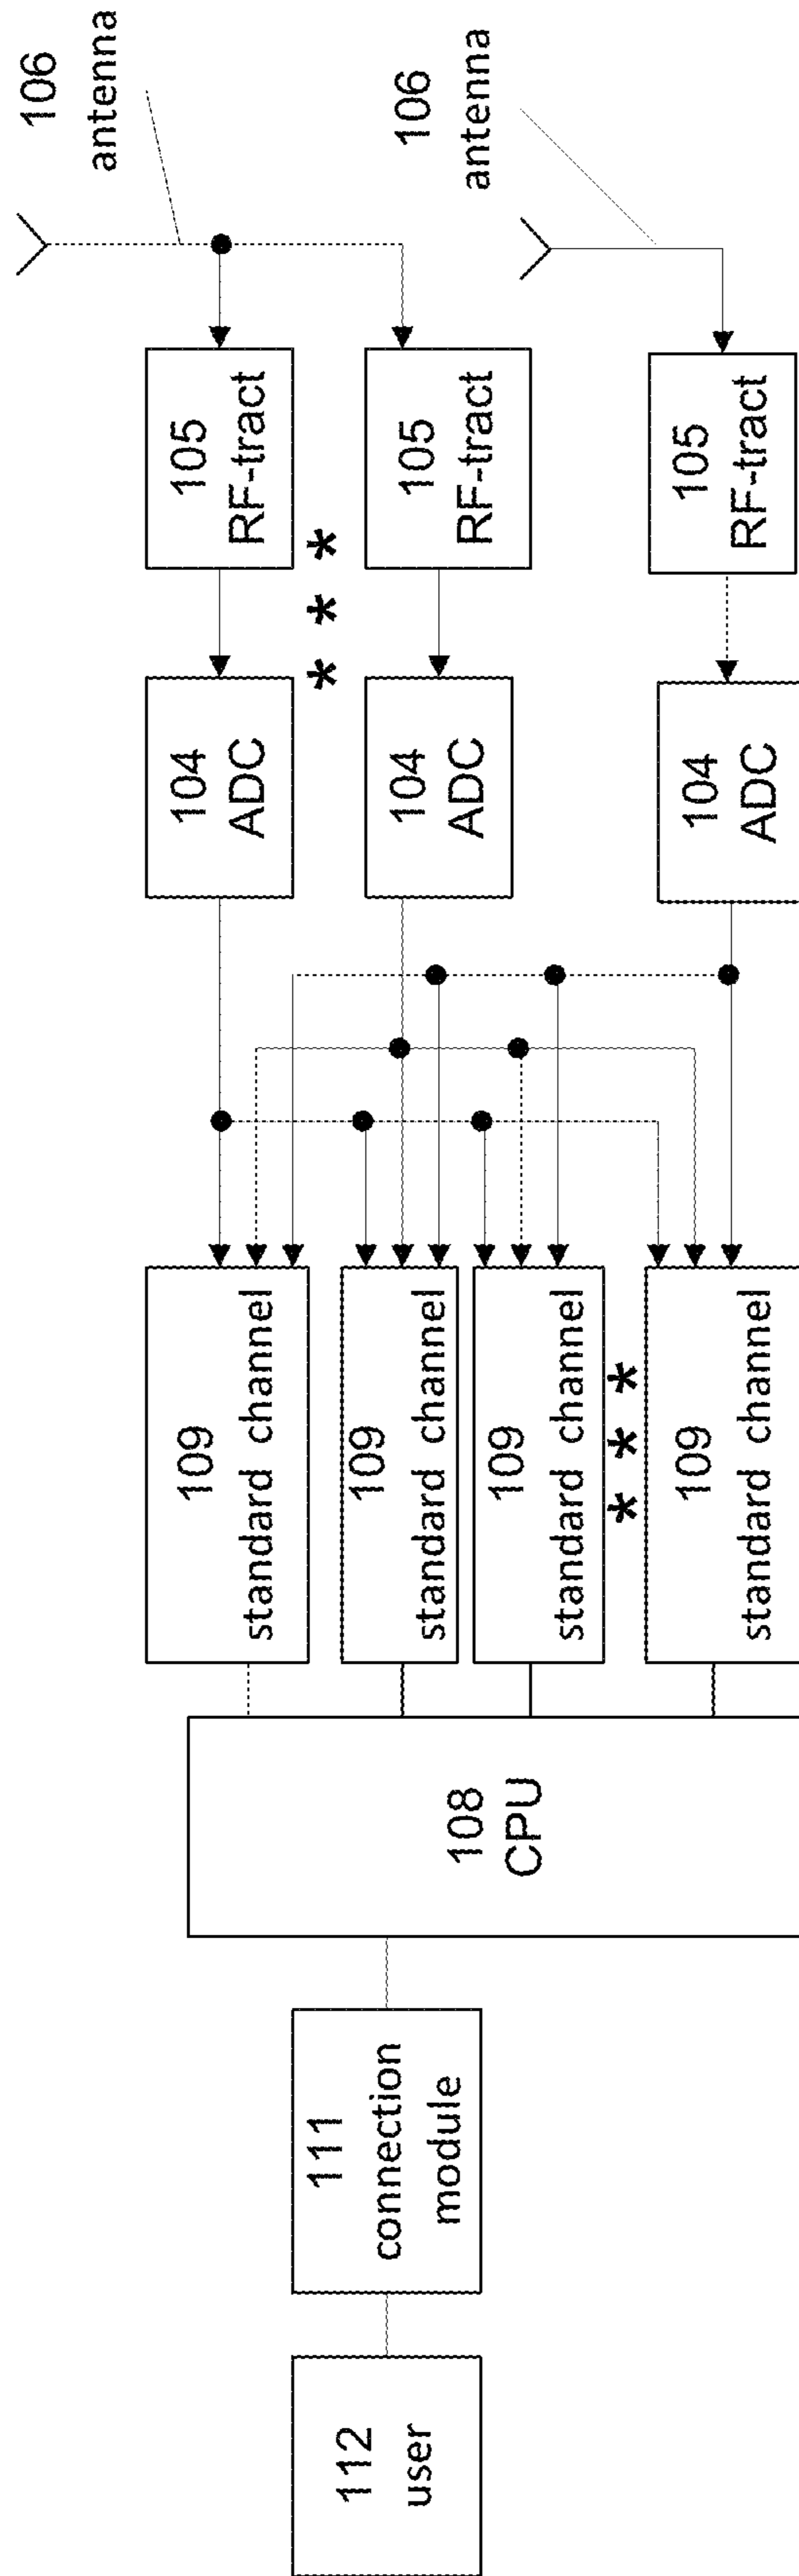 106
antenna
106
antenna
105
RF-tract
105
RF-tract
105
RF-tract
* * *
104
ADC
104
ADC
104
ADC
109
standard channel
109
standard channel
109
standard channel
* * *
109
standard channel
108
CPU
111
connection
module
112
user